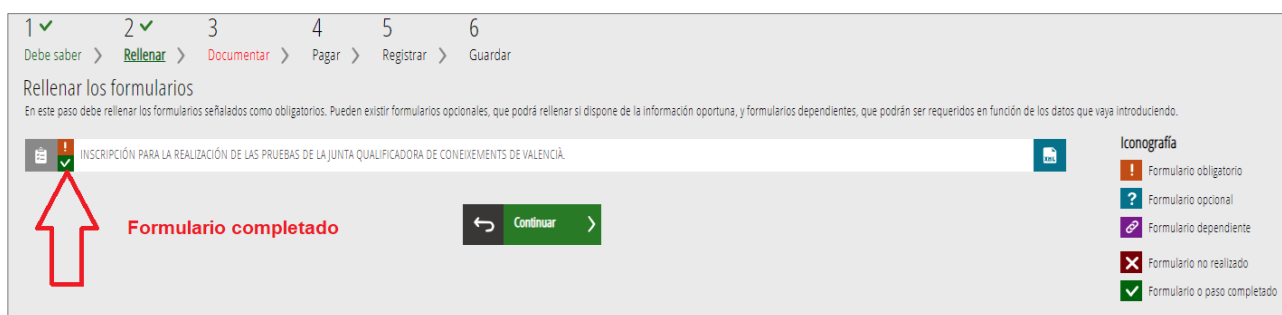 1 2 3 4 5 6
Debe saber Rellenar Documentar Pagar Registrar Guardar
Rellenar los formularios
En este paso debe rellenar los formularios señalados como obligatorios. Pueden existir formularios opcionales, que podrá rellenar si dispone de la información oportuna, y formularios dependientes, que podrán ser requeridos en función de los datos que vaya introduciendo.
INSCRIPCIÓN PARA LA REALIZACIÓN DE LAS PRUEBAS DE LA JUNTA QUALIFICADORA DE CONEIXEMENTS DE VALENCIÀ.
Formulario completado
Continuar
Iconografía
! Formulario obligatorio
? Formulario opcional
Formulario dependiente
Formulario no realizado
Formulario o paso completado